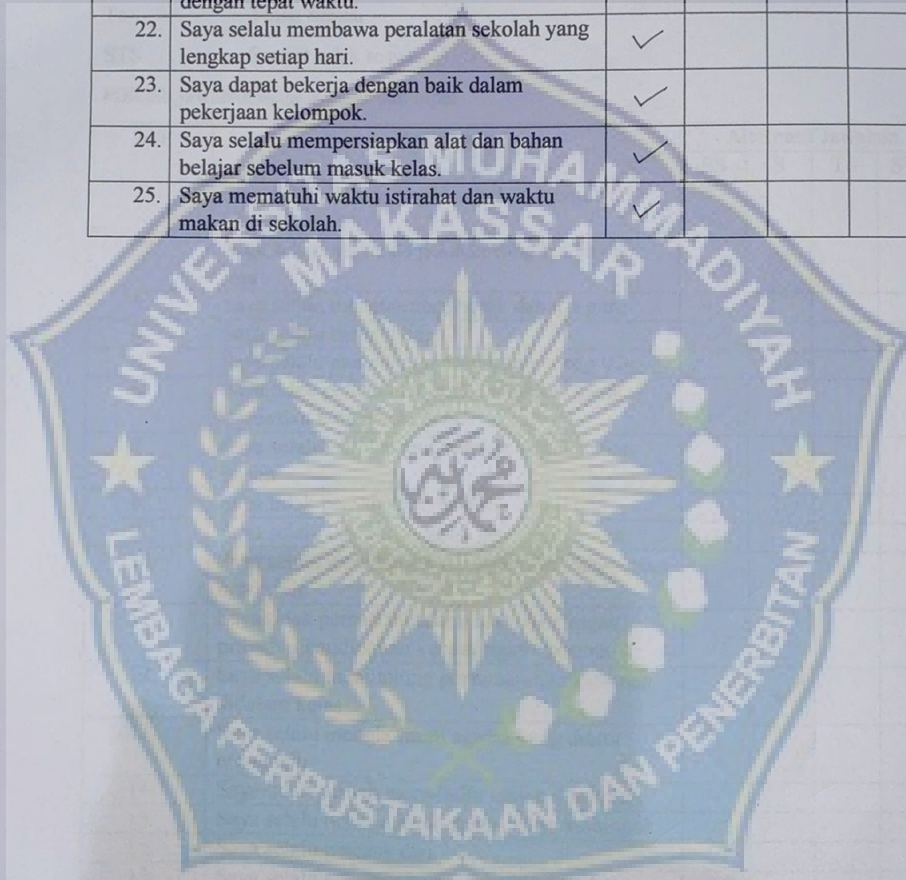 dengan tepat waktu.
22. Saya selalu membawa peralatan sekolah yang
lengkap setiap hari.
23. Saya dapat bekerja dengan baik dalam
pekerjaan kelompok.
24. Saya selalu mempersiapkan alat dan bahan
belajar sebelum masuk kelas.
25. Saya mematuhi waktu istirahat dan waktu
makan di sekolah.
UNIVERSITAS MUHAMMADIYAH
MAKASSAR
LEMBAGA PERPUSTAKAAN DAN PENERBITAN